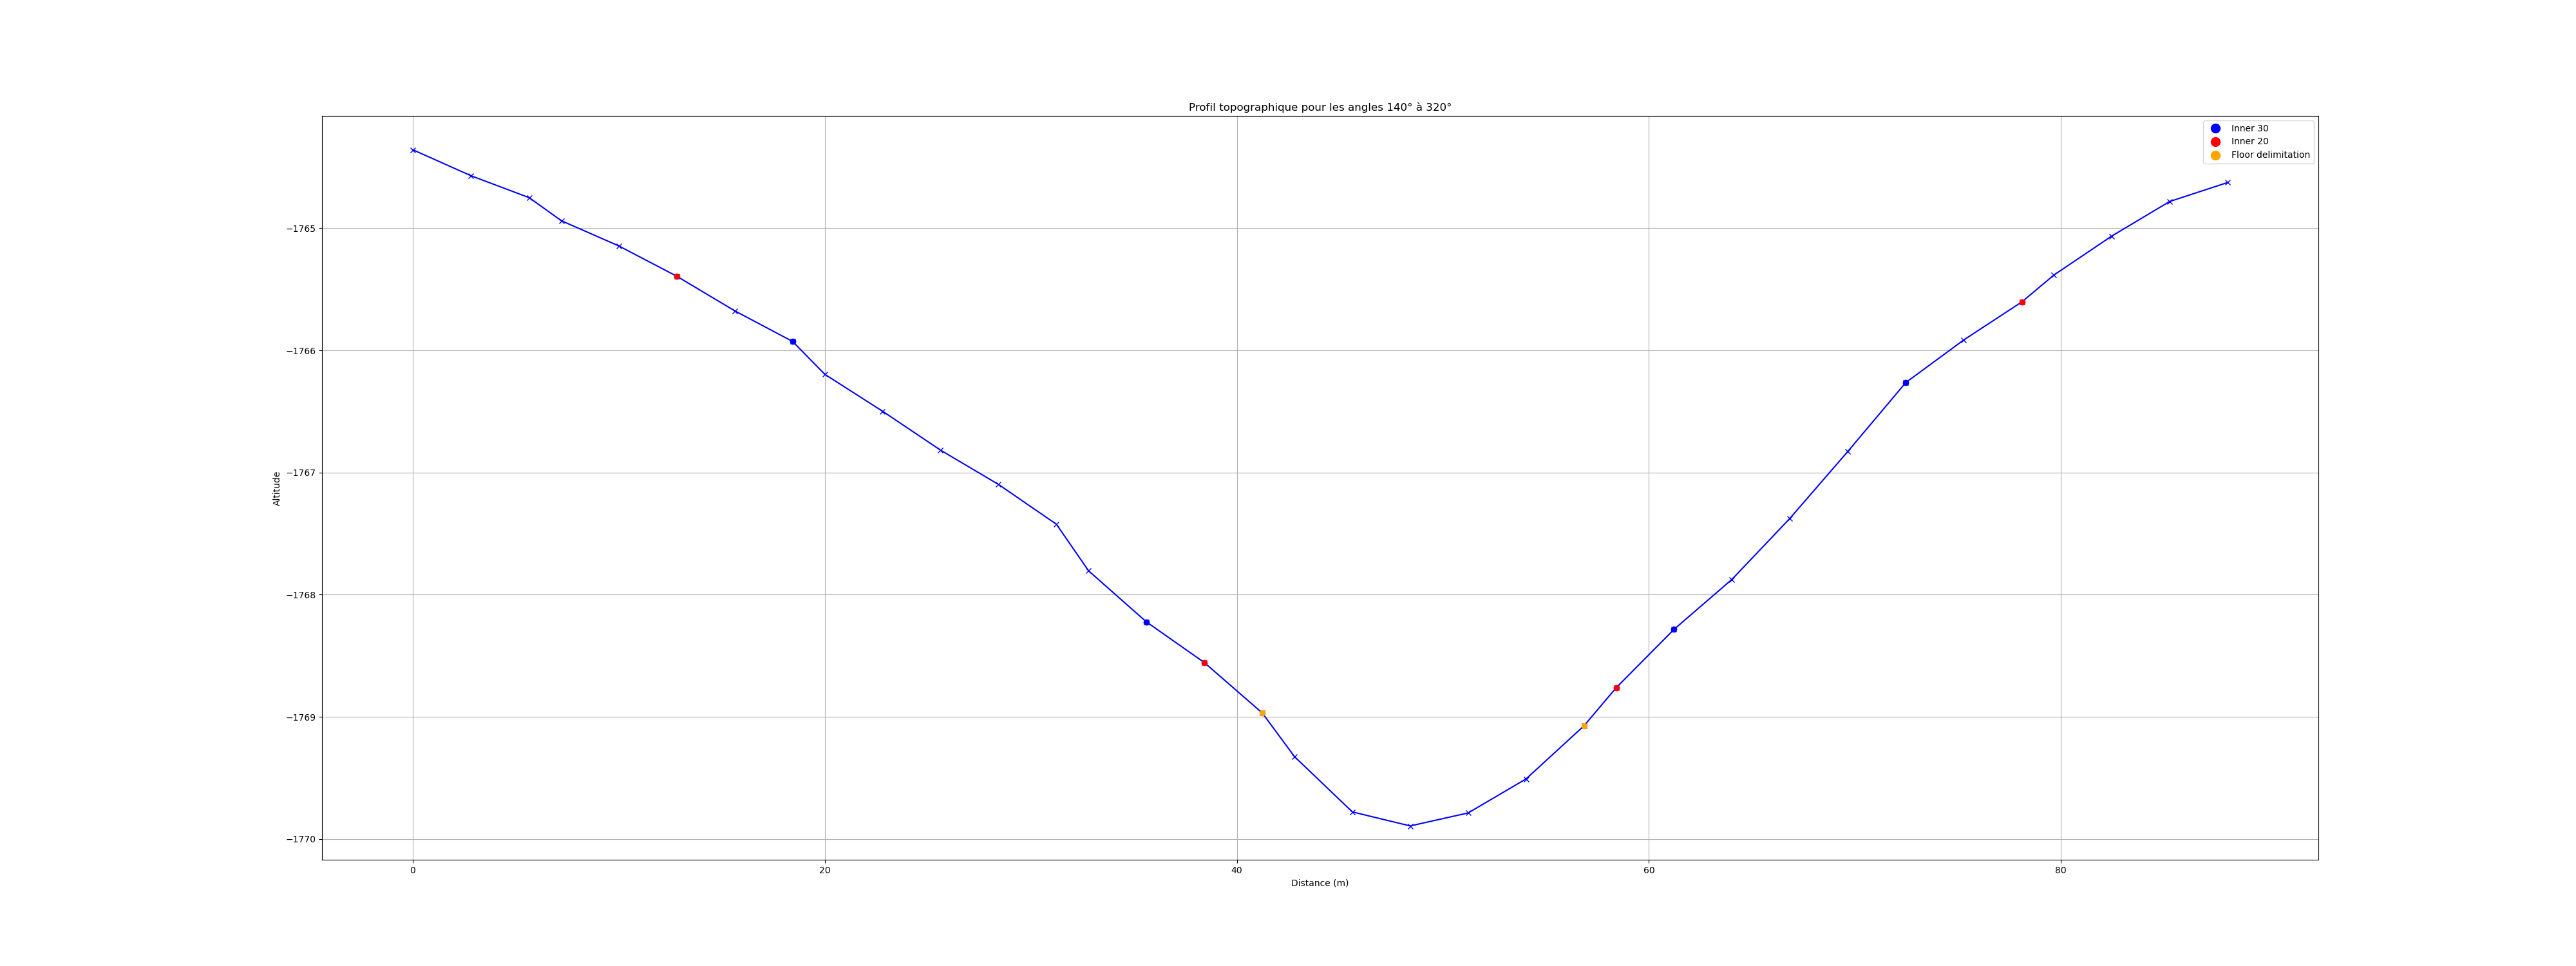 Profil topographique pour les angles 140° à 320°
Inner 30
Inner 20
Floor delimitation
−1765
−1766
−1767
−1768
−1769
−1770
Altitude
0 20 40 60 80
Distance (m)